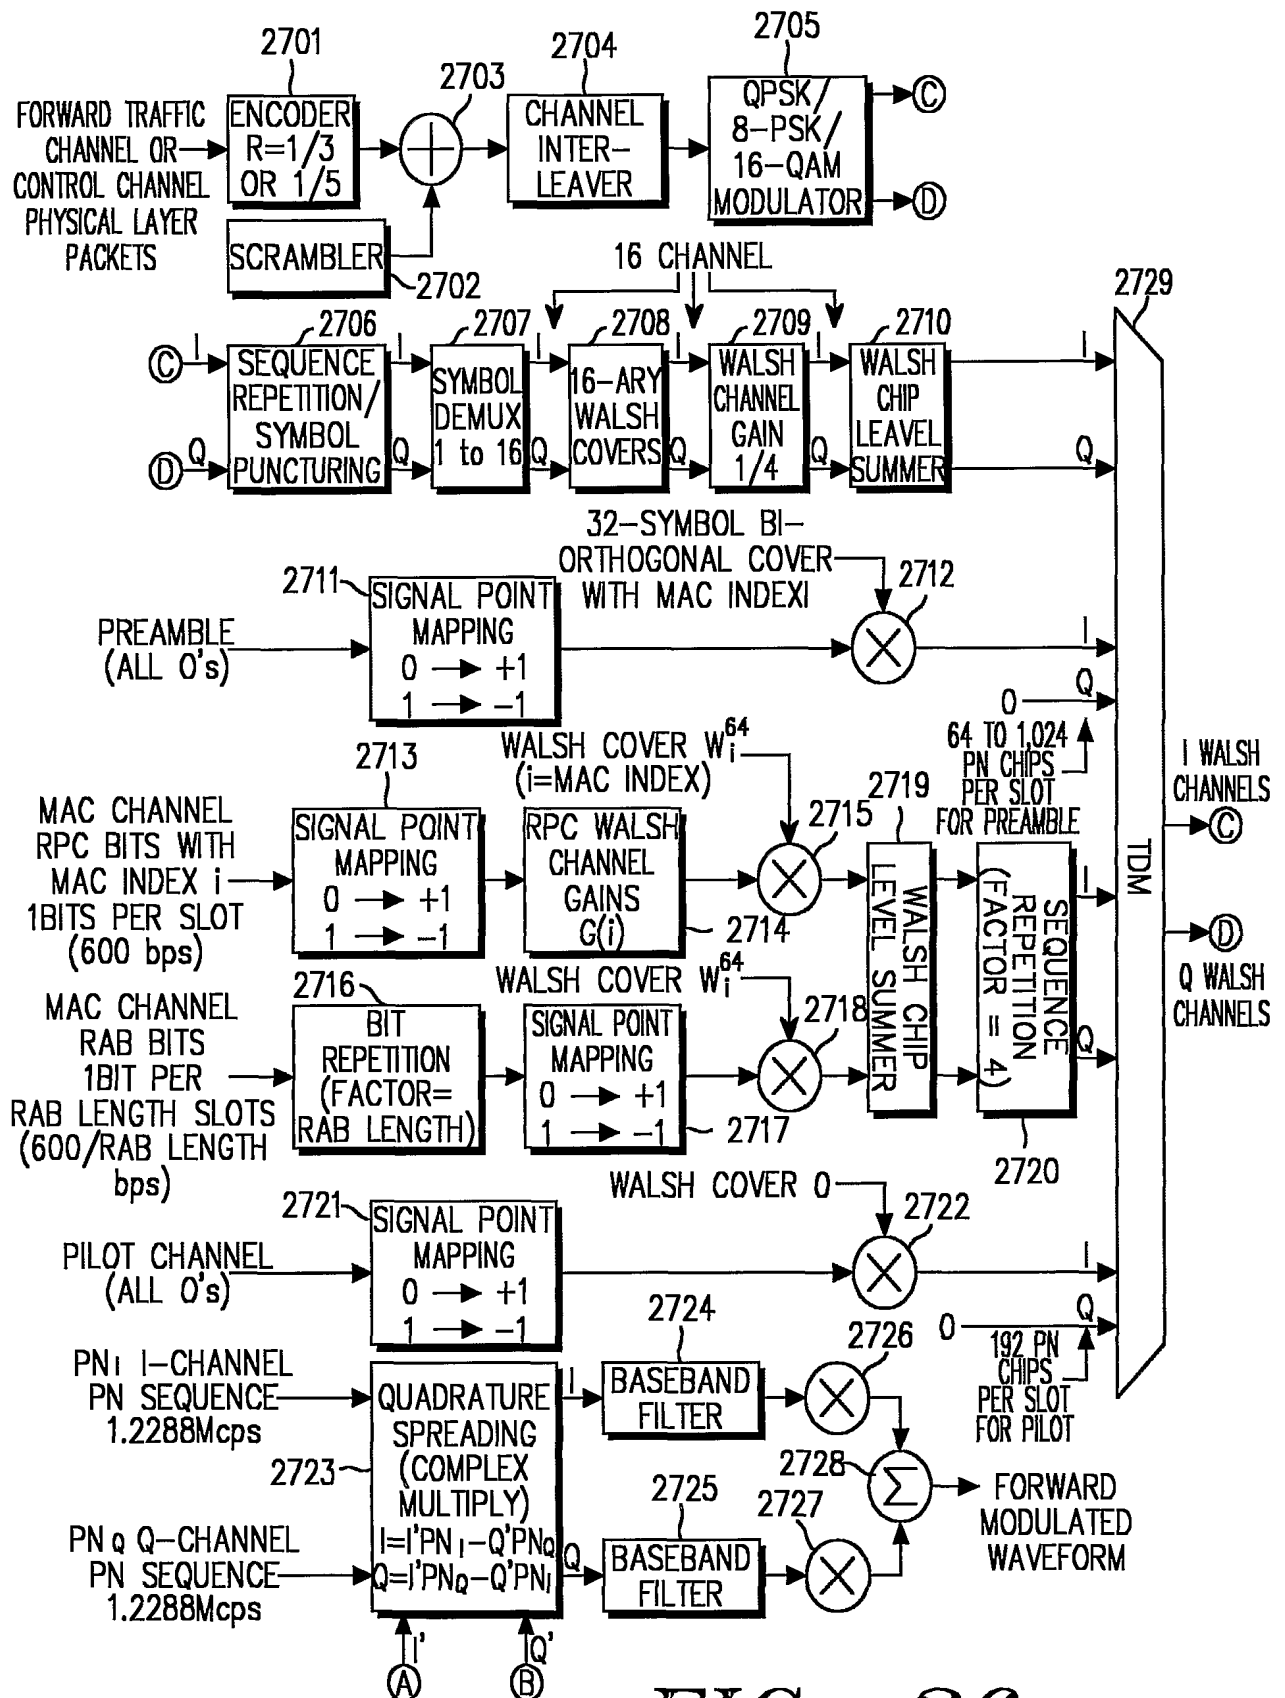 2701
2704
2705
2703
FORWARD TRAFFIC
CHANNEL OR
CONTROL CHANNEL
PHYSICAL LAYER
PACKETS
ENCODER
R=1/3
OR 1/5
CHANNEL
INTER-
LEAVER
QPSK/
8-PSK/
16-QAM
MODULATOR
C
D
SCRAMBLER
2702
16 CHANNEL
2729
2706
2707
2708
2709
2710
C
I
D
Q
SEQUENCE
REPETITION/
SYMBOL
PUNCTURING
I
Q
SYMBOL
DEMUX
1 to 16
I
Q
16-ARY
WALSH
COVERS
I
Q
WALSH
CHANNEL
GAIN
1/4
I
Q
WALSH
CHIP
LEAVEL
SUMMER
I
Q
32-SYMBOL BI-
ORTHOGONAL COVER
WITH MAC INDEXI
2711
2712
PREAMBLE
(ALL 0's)
SIGNAL POINT
MAPPING
0 → +1
1 → -1
I
0
Q
64 TO 1,024
PN CHIPS
PER SLOT
FOR PREAMBLE
WALSH COVER W_i^64
(i=MAC INDEX)
2713
2715
2719
MAC CHANNEL
RPC BITS WITH
MAC INDEX i
1BITS PER SLOT
(600 bps)
SIGNAL POINT
MAPPING
0 → +1
1 → -1
RPC WALSH
CHANNEL
GAINS
G(i)
2714
WALSH CHIP
LEVEL SUMMER
SEQUENCE
REPETITION
(FACTOR = 4)
I
Q
TDM
I WALSH
CHANNELS
C
D
Q WALSH
CHANNELS
2716
WALSH COVER W_i^64
2718
MAC CHANNEL
RAB BITS
1BIT PER
RAB LENGTH SLOTS
(600/RAB LENGTH
bps)
BIT
REPETITION
(FACTOR=
RAB LENGTH)
SIGNAL POINT
MAPPING
0 → +1
1 → -1
2717
2720
WALSH COVER 0
2721
2722
PILOT CHANNEL
(ALL 0's)
SIGNAL POINT
MAPPING
0 → +1
1 → -1
I
0
Q
192 PN
CHIPS
PER SLOT
FOR PILOT
2724
2726
PN I I-CHANNEL
PN SEQUENCE
1.2288Mcps
2723
PN Q Q-CHANNEL
PN SEQUENCE
1.2288Mcps
QUADRATURE
SPREADING
(COMPLEX
MULTIPLY)
I=I'PN_I-Q'PN_Q
Q=I'PN_Q-Q'PN_I
I
BASEBAND
FILTER
2725
Q
BASEBAND
FILTER
2727
2728
Σ
FORWARD
MODULATED
WAVEFORM
I'
Q'
A
B